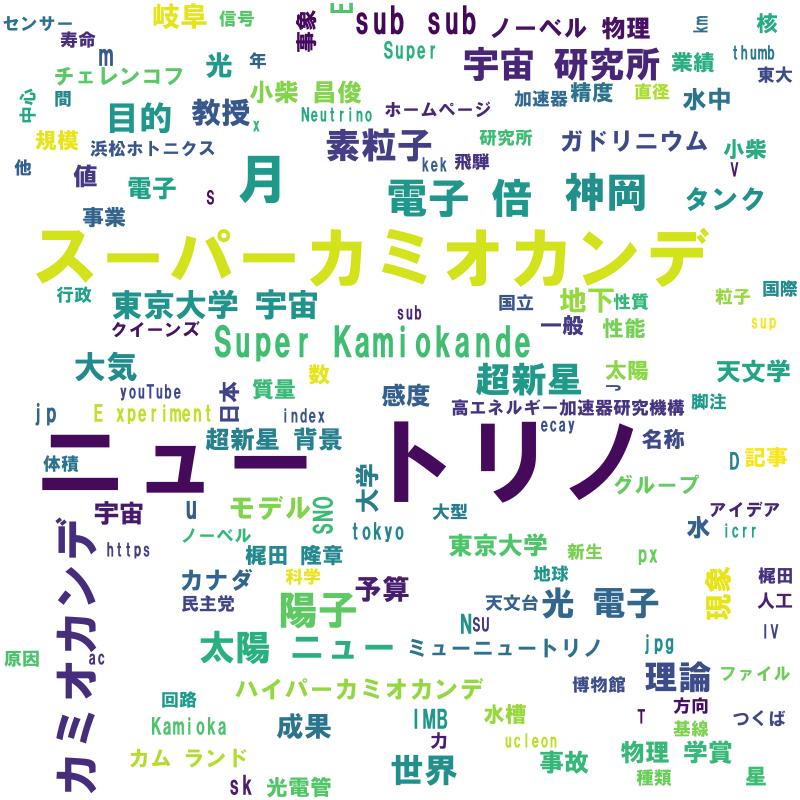 センサー
岐阜
信号
E
事象
sub sub
ノーベル 物理
km
核
寿命
m
光
年
Super
宇宙 研究所
業績
thumb
東大
チェレンコフ
中心
間
目的
教授
小柴 昌俊
x
Neutrino
ホームページ
加速器
精度
直径
水中
規模
浜松ホトニクス
素粒子
研究所
ガドリニウム
小柴
他
値
電子
s
月
kek
飛騨
V
事業
電子 倍
神岡
タンク
スーパーカミオカンデ
行政
東京大学 宇宙
sub
国立
地下
性質
粒子
国際
クイーンズ
Super Kamiokande
一般
性能
sup
大気
数
超新星
太陽
天文学
youTube
日本
質量
感度
つ
脚注
jp
E xperiment
index
高エネルギー加速器研究機構
ecay
超新星 背景
名称
ニュートリノ
体積
D
記事
大学
グループ
宇宙
u
モデル
SNO
大型
アイデア
カミオカンデ
https
ノーベル
tokyo
水
icrr
梶田 隆章
東京大学
新生
px
カナダ
科学
予算
地球
現象
梶田
民主党
陽子
天文台
光 電子
人工
N
su
IV
原因
ac
太陽 ニュー
ミューニュートリノ
jpg
ハイパーカミオカンデ
博物館
理論
ファイル
回路
Kamioka
成果
IMB
水槽
T
方向
つくば
基線
カム ランド
力
ucleon
物理 学賞
sk
光電管
世界
事故
種類
星